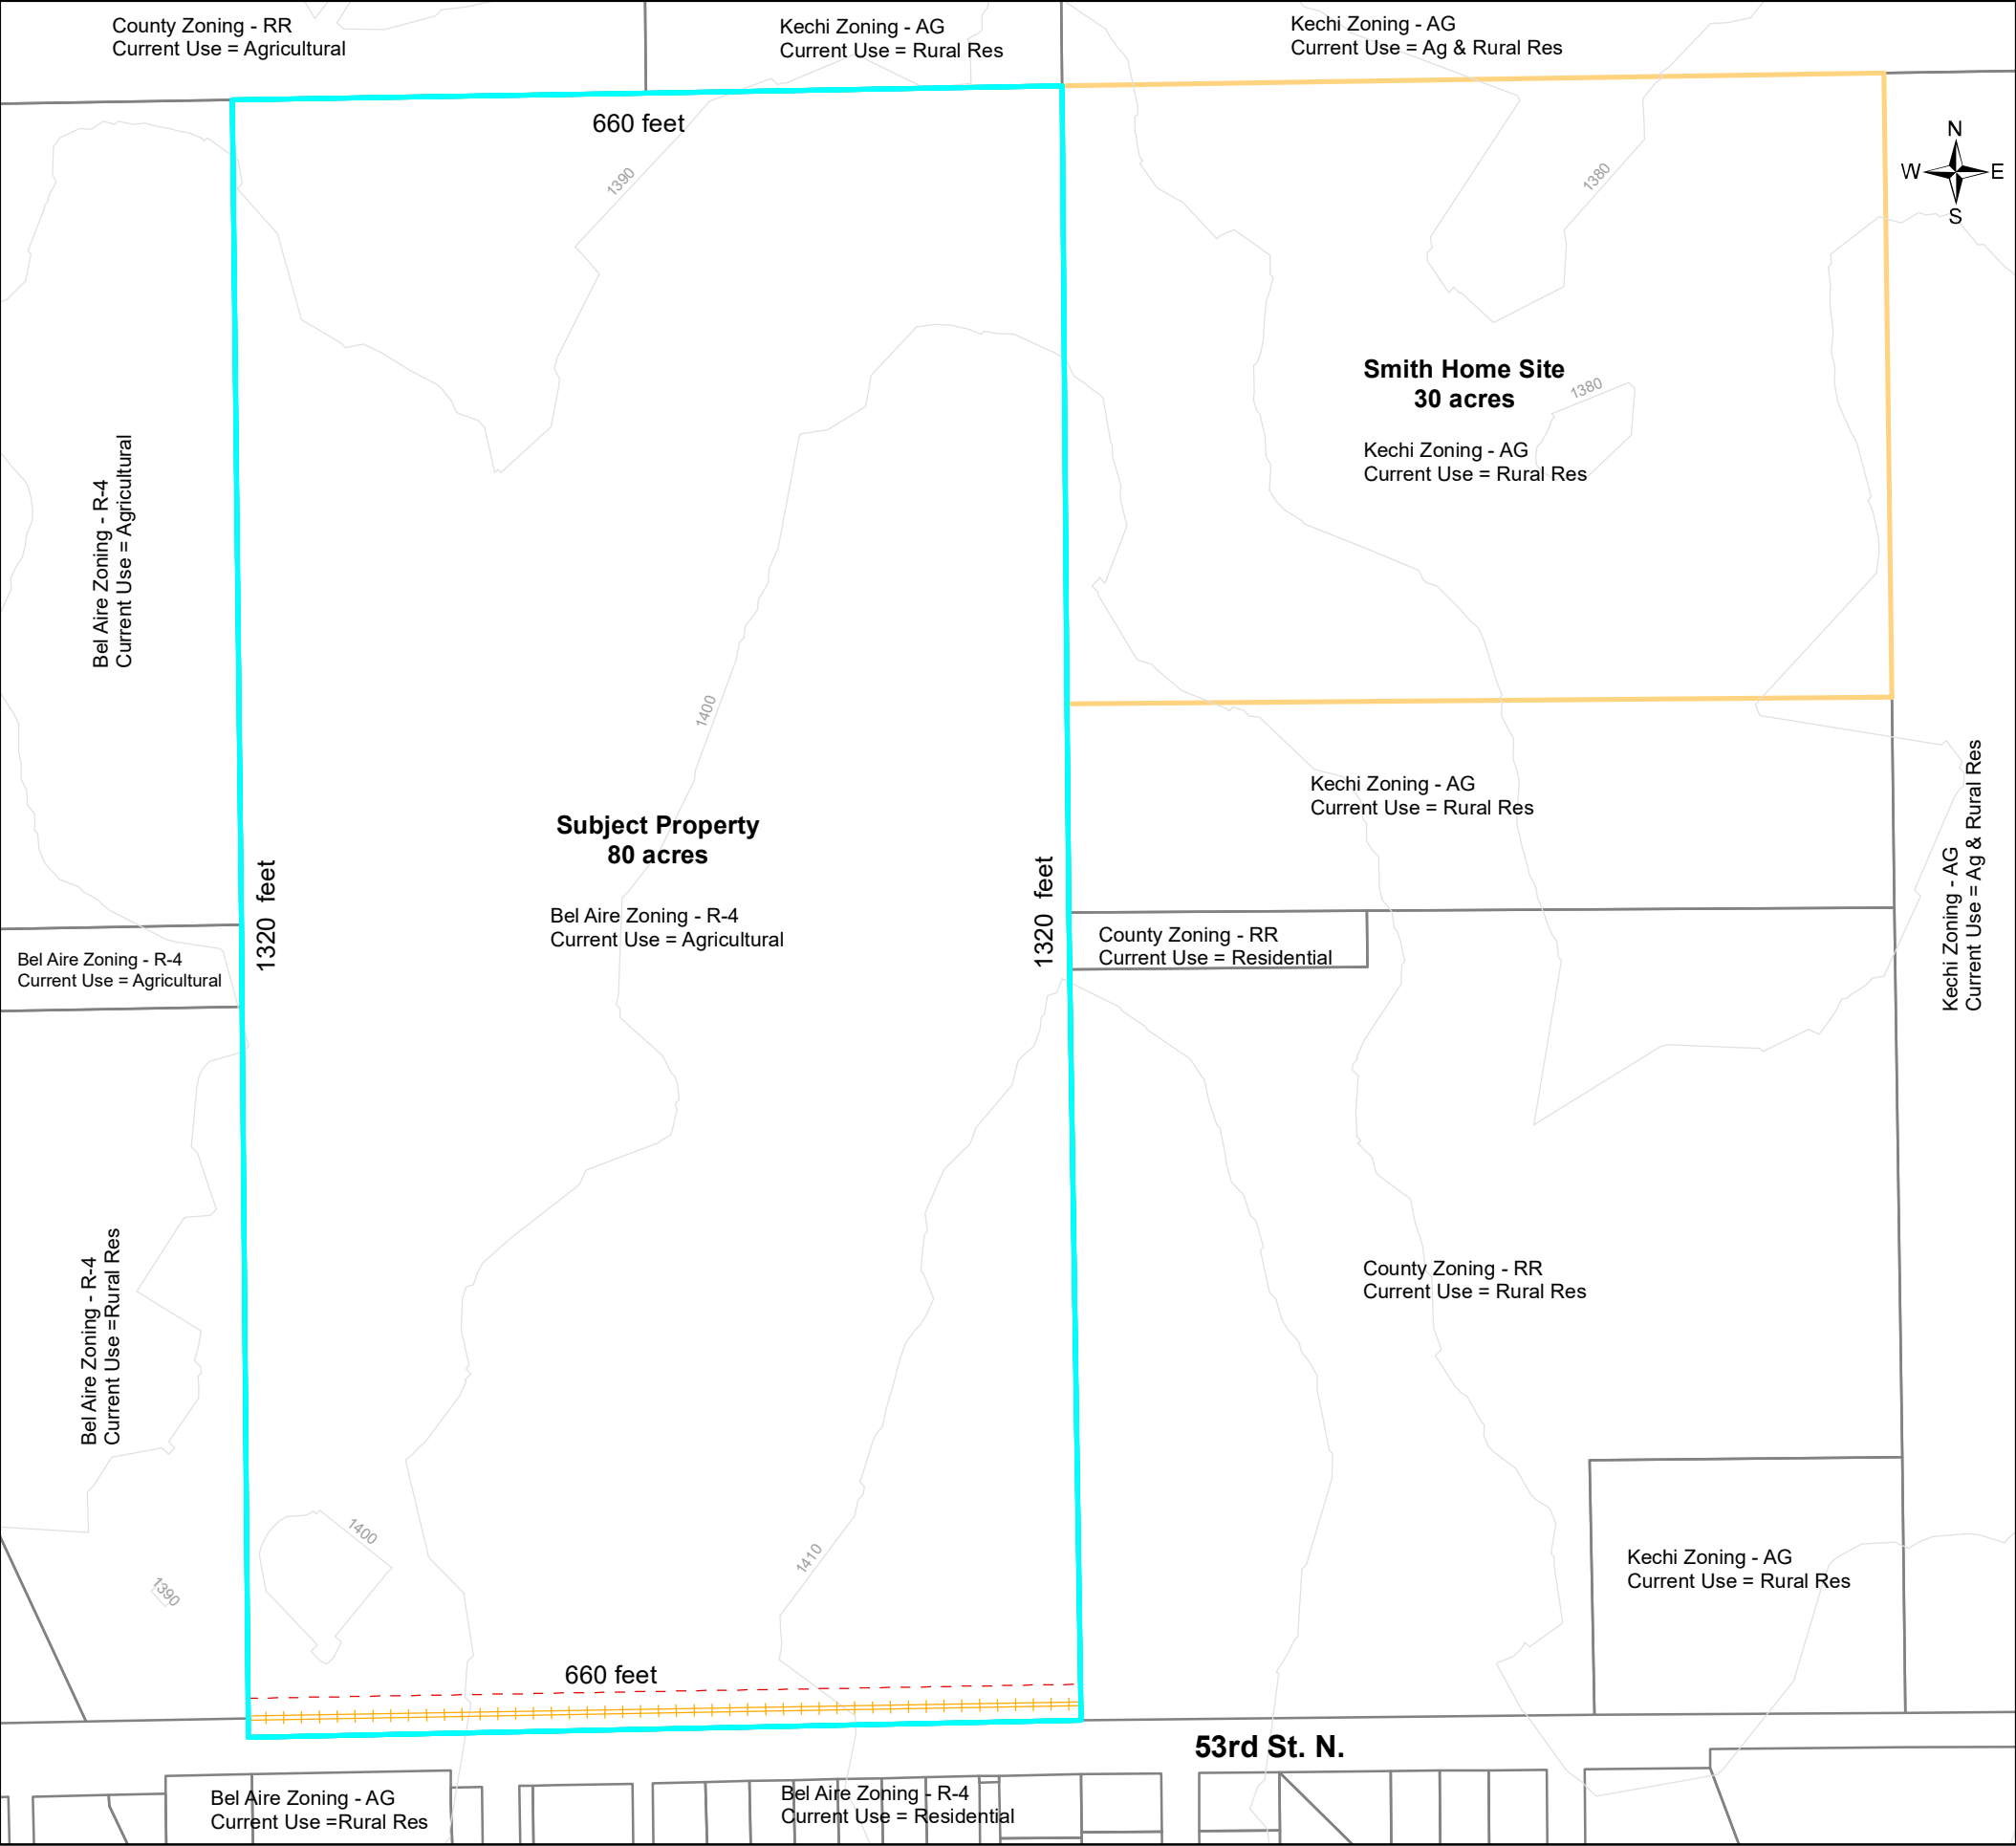 County Zoning - RR
Current Use = Agricultural
Kechi Zoning - AG
Current Use = Rural Res
Kechi Zoning - AG
Current Use = Ag & Rural Res
660 feet
N
W
E
S
1390
1380
Smith Home Site
30 acres
1380
Kechi Zoning - AG
Current Use = Rural Res
Bel Aire Zoning - R-4
Current Use = Agricultural
1400
Kechi Zoning - AG
Current Use = Rural Res
Subject Property
80 acres
1320 feet
1320 feet
Bel Aire Zoning - R-4
Current Use = Agricultural
Kechi Zoning - AG
Current Use = Ag & Rural Res
County Zoning - RR
Current Use = Residential
Bel Aire Zoning - R-4
Current Use = Agricultural
Bel Aire Zoning - R-4
Current Use =Rural Res
County Zoning - RR
Current Use = Rural Res
1400
1410
1390
Kechi Zoning - AG
Current Use = Rural Res
660 feet
53rd St. N.
Bel Aire Zoning - AG
Current Use =Rural Res
Bel Aire Zoning - R-4
Current Use = Residential